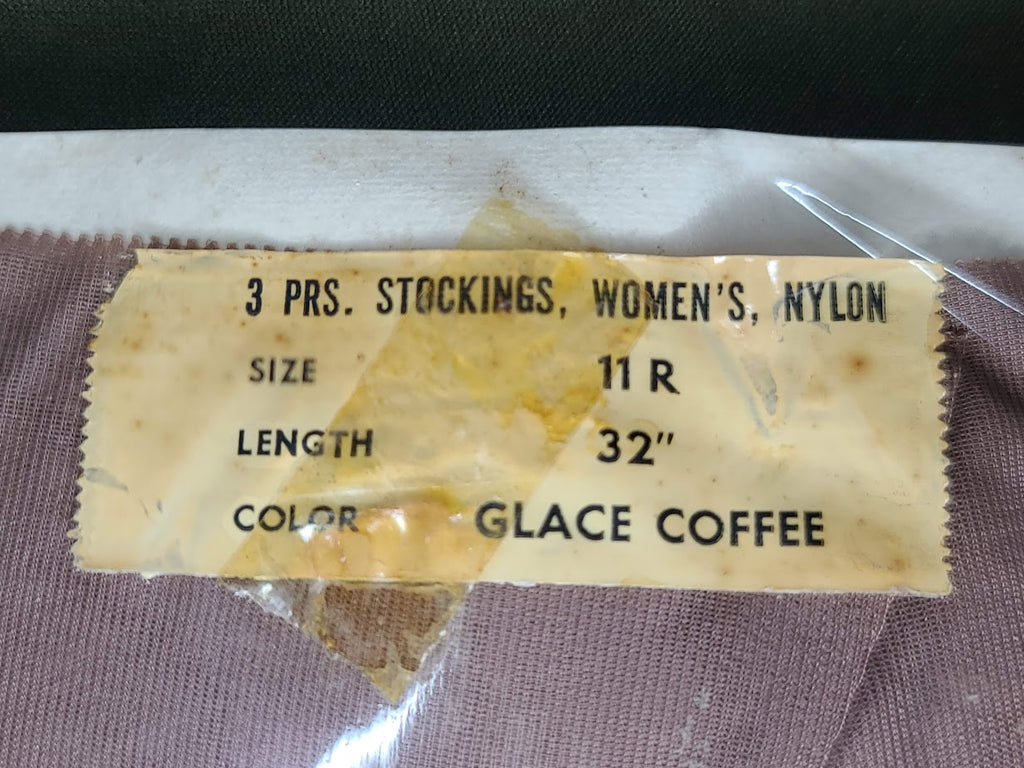 3 PRS. STOCKINGS, WOMEN'S, NYLON
SIZE 11 R
LENGTH 32"
COLOR GLACE COFFEE